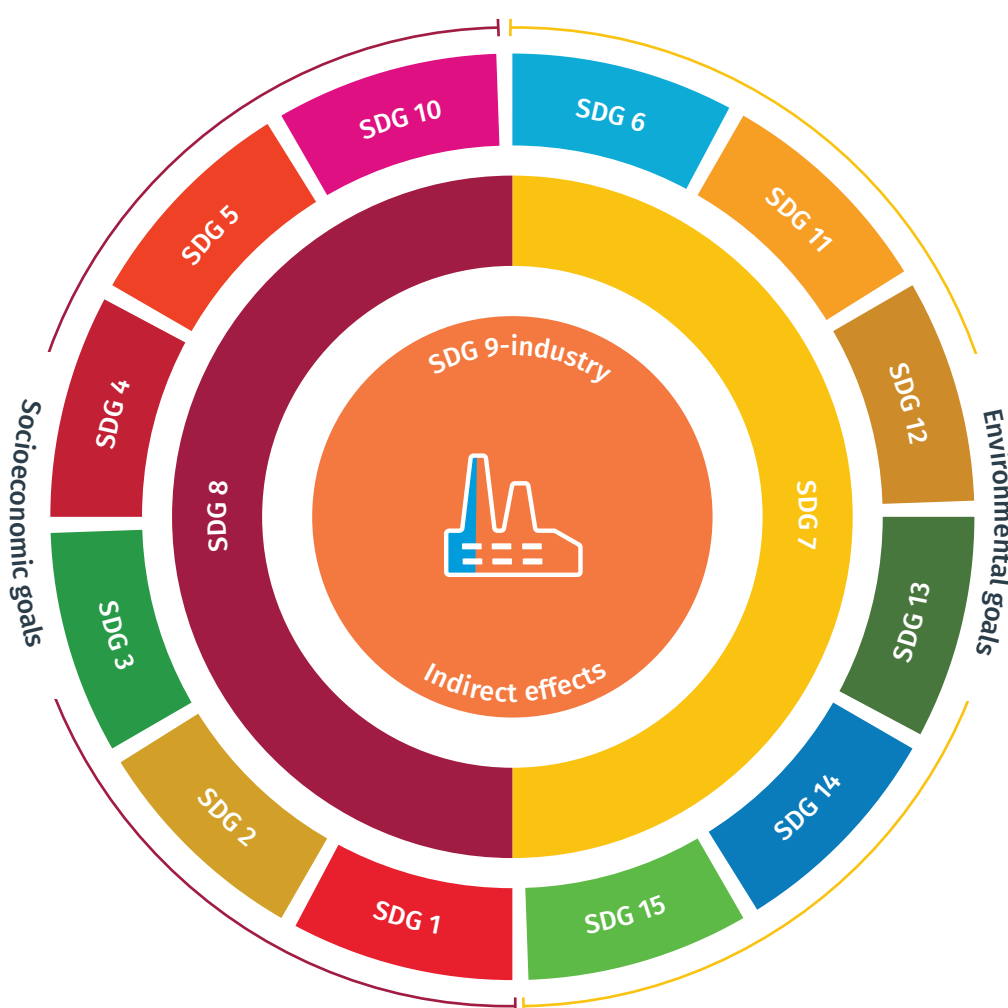 SDG 10
SDG 6
SDG 5
SDG 11
SDG 4
SDG 12
SDG 9-industry
Socioeconomic goals
SDG 8
SDG 7
Environmental goals
SDG 3
SDG 13
Indirect effects
SDG 2
SDG 14
SDG 1
SDG 15